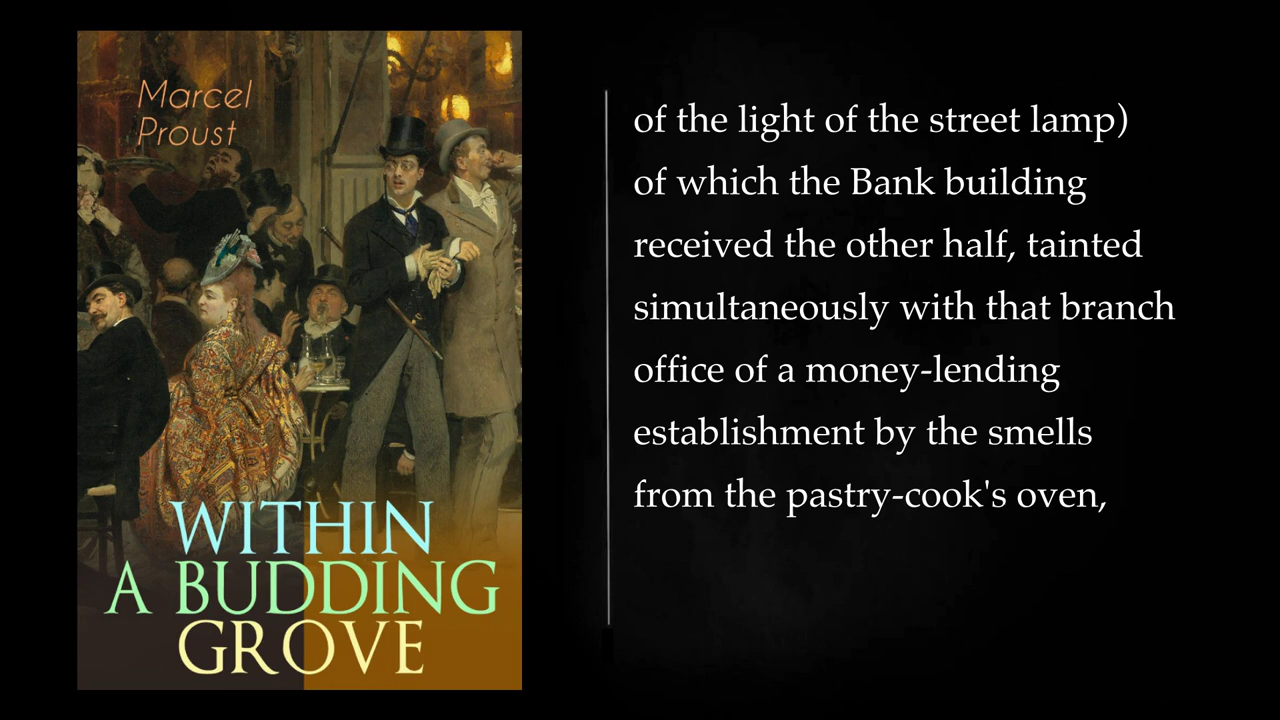 Marcel
Proust
WITHIN
A BUDDING
GROVE
of the light of the street lamp)
of which the Bank building
received the other half, tainted
simultaneously with that branch
office of a money-lending
establishment by the smells
from the pastry-cook's oven,